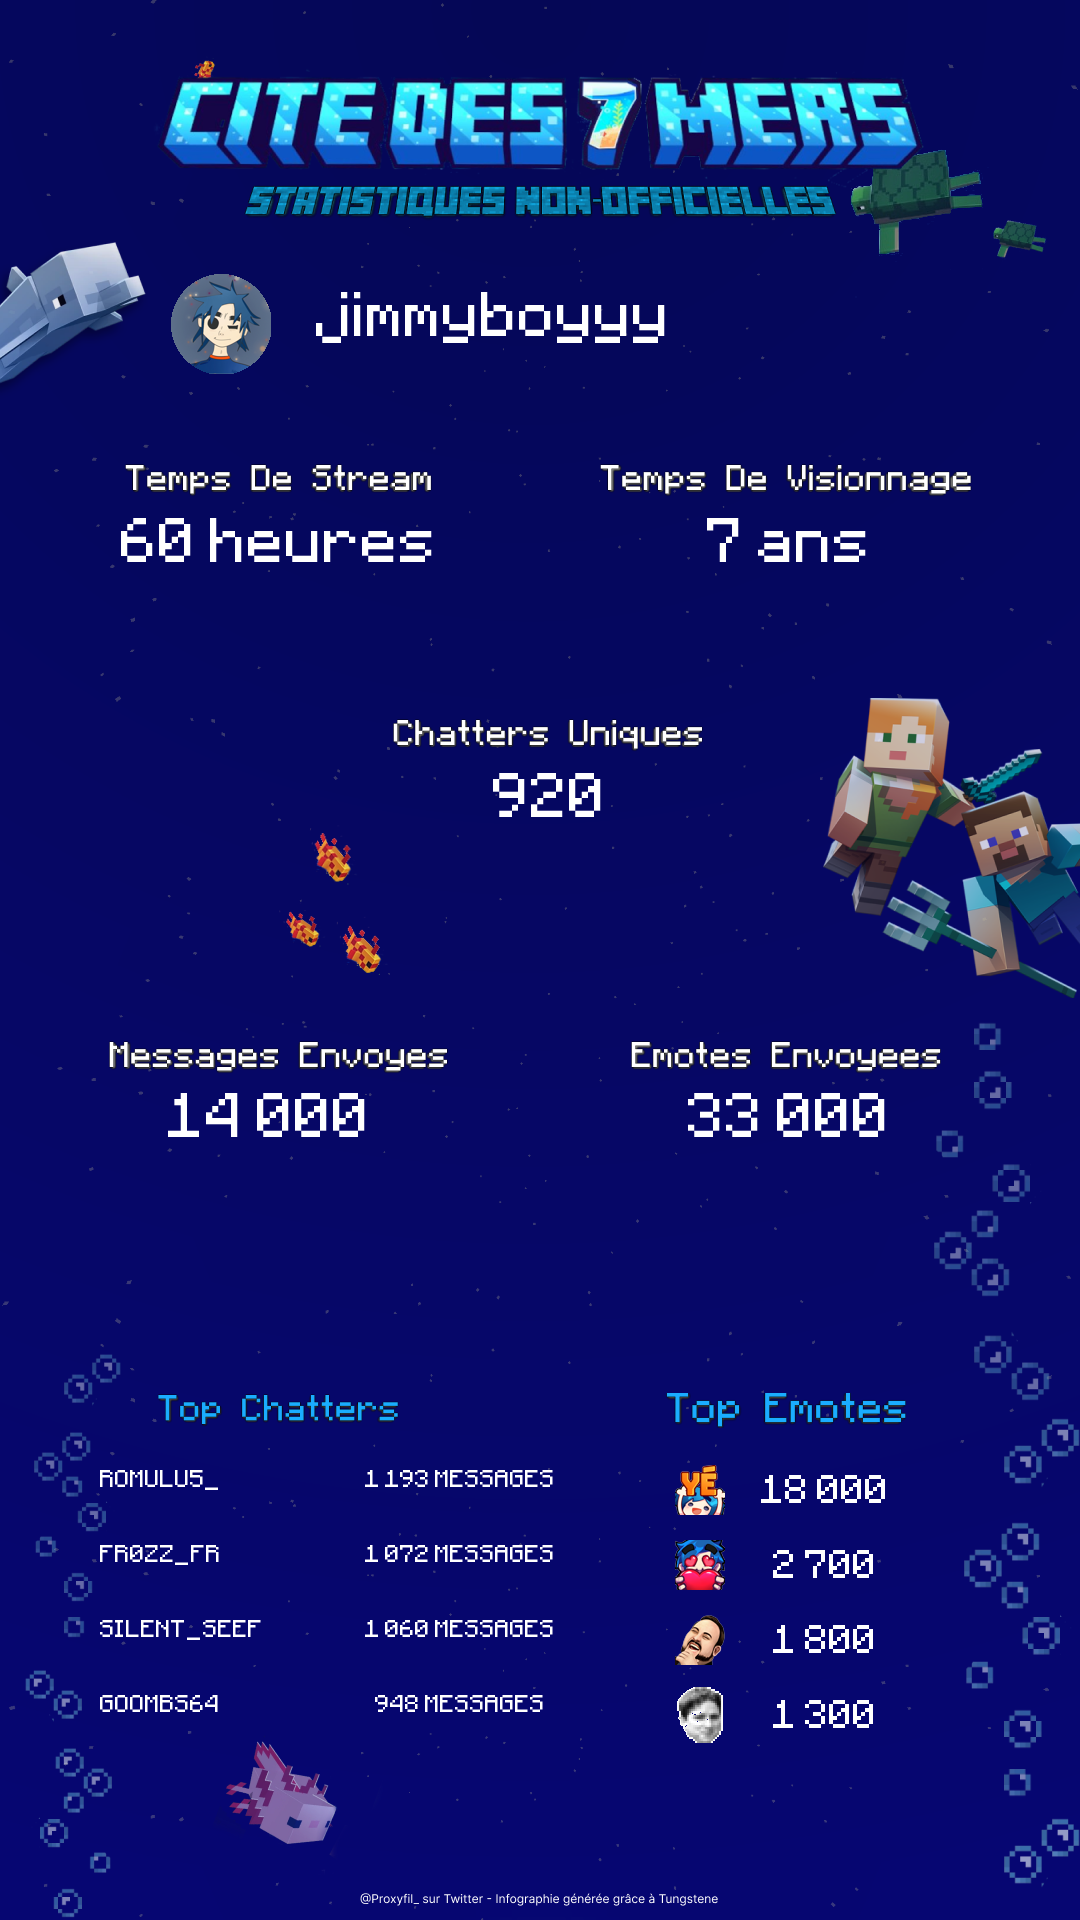 CITE DES 7 MERS
STATISTIQUES NON-OFFICIELLES
jimmyboyyy
Temps De Stream
60 heures
Temps De Visionnage
7 ans
Chatters Uniques
920
Messages Envoyes
14 000
Emotes Envoyees
33 000
Top Chatters
ROMULU5_ 1 193 MESSAGES
FR0ZZ_FR 1 072 MESSAGES
SILENT_SEEF 1 060 MESSAGES
GOOMBS64 948 MESSAGES
Top Emotes
YÉ 18 000
2 700
1 800
1 300
@Proxyfil_ sur Twitter - Infographie générée grâce à Tungstene